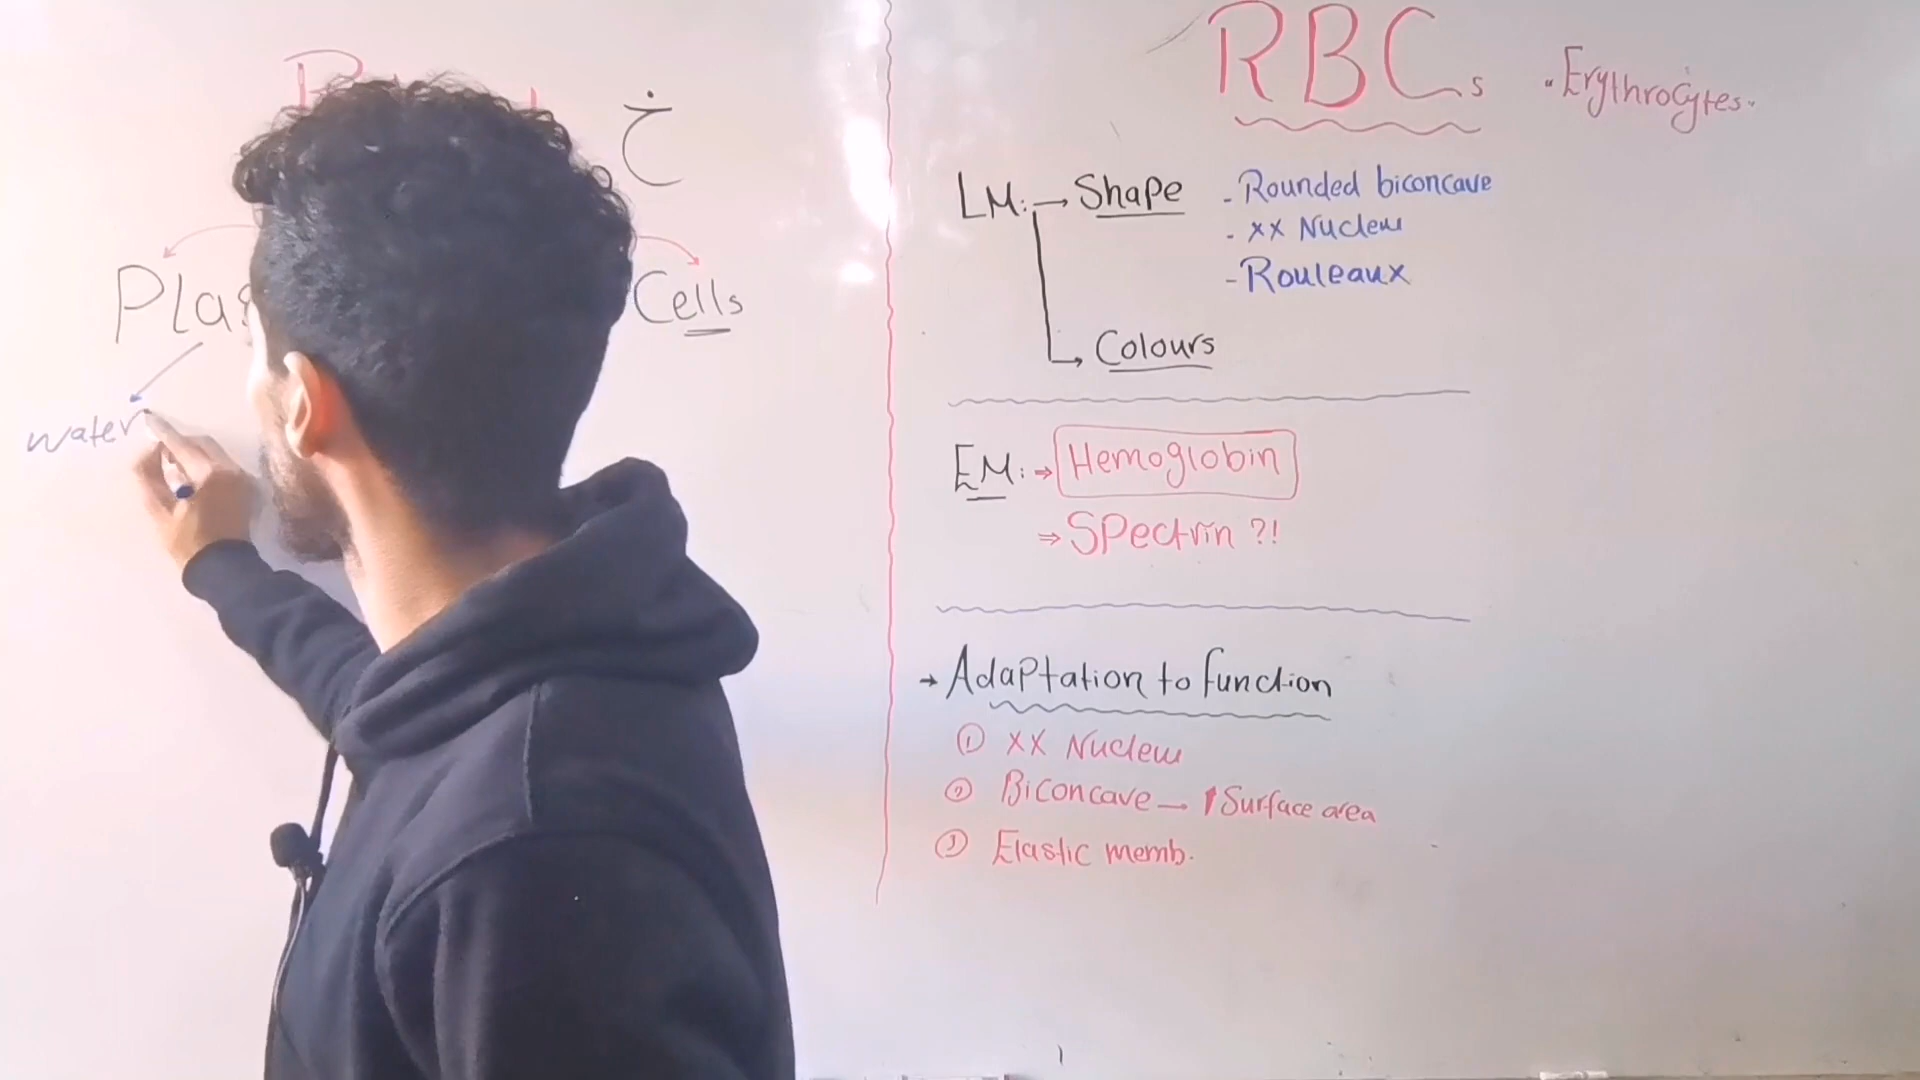 خ
Cells
water
RBCs "Erythrocytes"
LM: → Shape - Rounded biconcave
- xx Nucleus
- Rouleaux
Colours
EM: ⇒ Hemoglobin
⇒ Spectrin ?!
→ Adaptation to function
① xx Nucleus
② Biconcave → ↑ Surface area
③ Elastic memb.